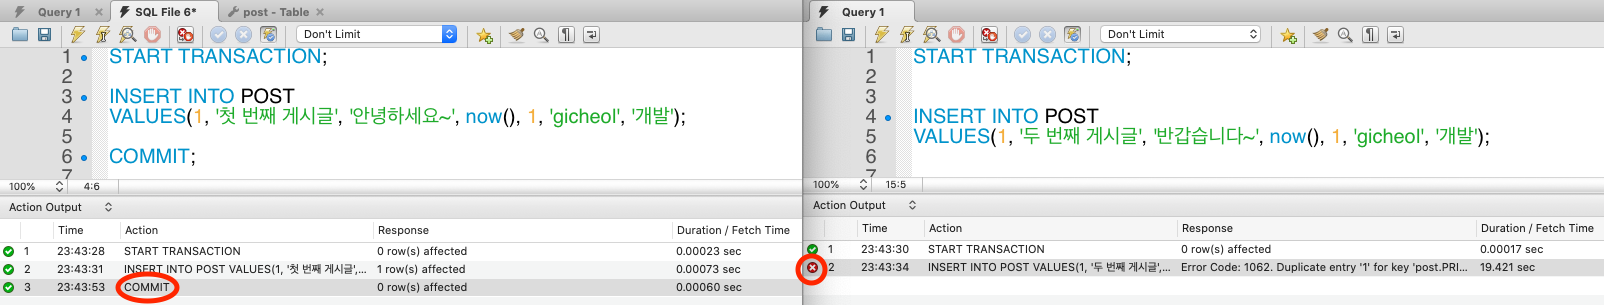 Query 1
SQL File 6*
post - Table
Don't Limit
1 START TRANSACTION;
2
3 INSERT INTO POST
4 VALUES(1, '첫 번째 게시글', '안녕하세요~', now(), 1, 'gicheol', '개발');
5
6 COMMIT;
7
100% 4:6
Action Output
Time Action Response Duration / Fetch Time
1 23:43:28 START TRANSACTION 0 row(s) affected 0.00023 sec
2 23:43:31 INSERT INTO POST VALUES(1, '첫 번째 게시글',... 1 row(s) affected 0.00073 sec
3 23:43:53 COMMIT 0 row(s) affected 0.00060 sec
Query 1
Don't Limit
1 START TRANSACTION;
2
3
4 INSERT INTO POST
5 VALUES(1, '두 번째 게시글', '반갑습니다~', now(), 1, 'gicheol', '개발');
6
7
100% 15:5
Action Output
Time Action Response Duration / Fetch Time
1 23:43:30 START TRANSACTION 0 row(s) affected 0.00017 sec
2 23:43:34 INSERT INTO POST VALUES(1, '두 번째 게시글',... Error Code: 1062. Duplicate entry '1' for key 'post.PRI... 19.421 sec